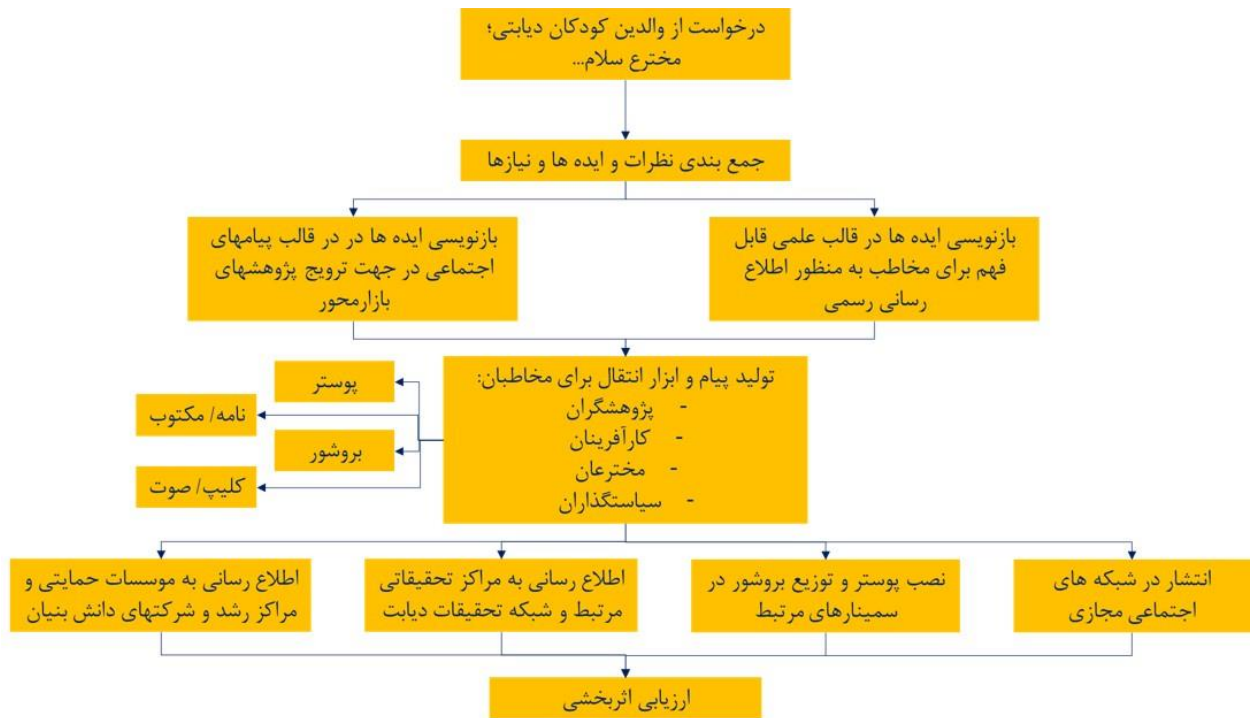 درخواست از والدین کودکان دیابتی؛
مخترع سلام...
جمع بندی نظرات و ایده ها و نیازها
بازنویسی ایده ها در قالب علمی قابل
فهم برای مخاطب به منظور اطلاع
رسانی رسمی
بازنویسی ایده ها در در قالب پیامهای
اجتماعی در جهت ترویج پژوهشهای
بازارمحور
تولید پیام و ابزار انتقال برای مخاطبان:
- پژوهشگران
- کارآفرینان
- مخترعان
- سیاستگذاران
پوستر
نامه/ مکتوب
بروشور
کلیپ/ صوت
انتشار در شبکه های
اجتماعی مجازی
نصب پوستر و توزیع بروشور در
سمینارهای مرتبط
اطلاع رسانی به مراکز تحقیقاتی
مرتبط و شبکه تحقیقات دیابت
اطلاع رسانی به موسسات حمایتی و
مراکز رشد و شرکتهای دانش بنیان
ارزیابی اثربخشی